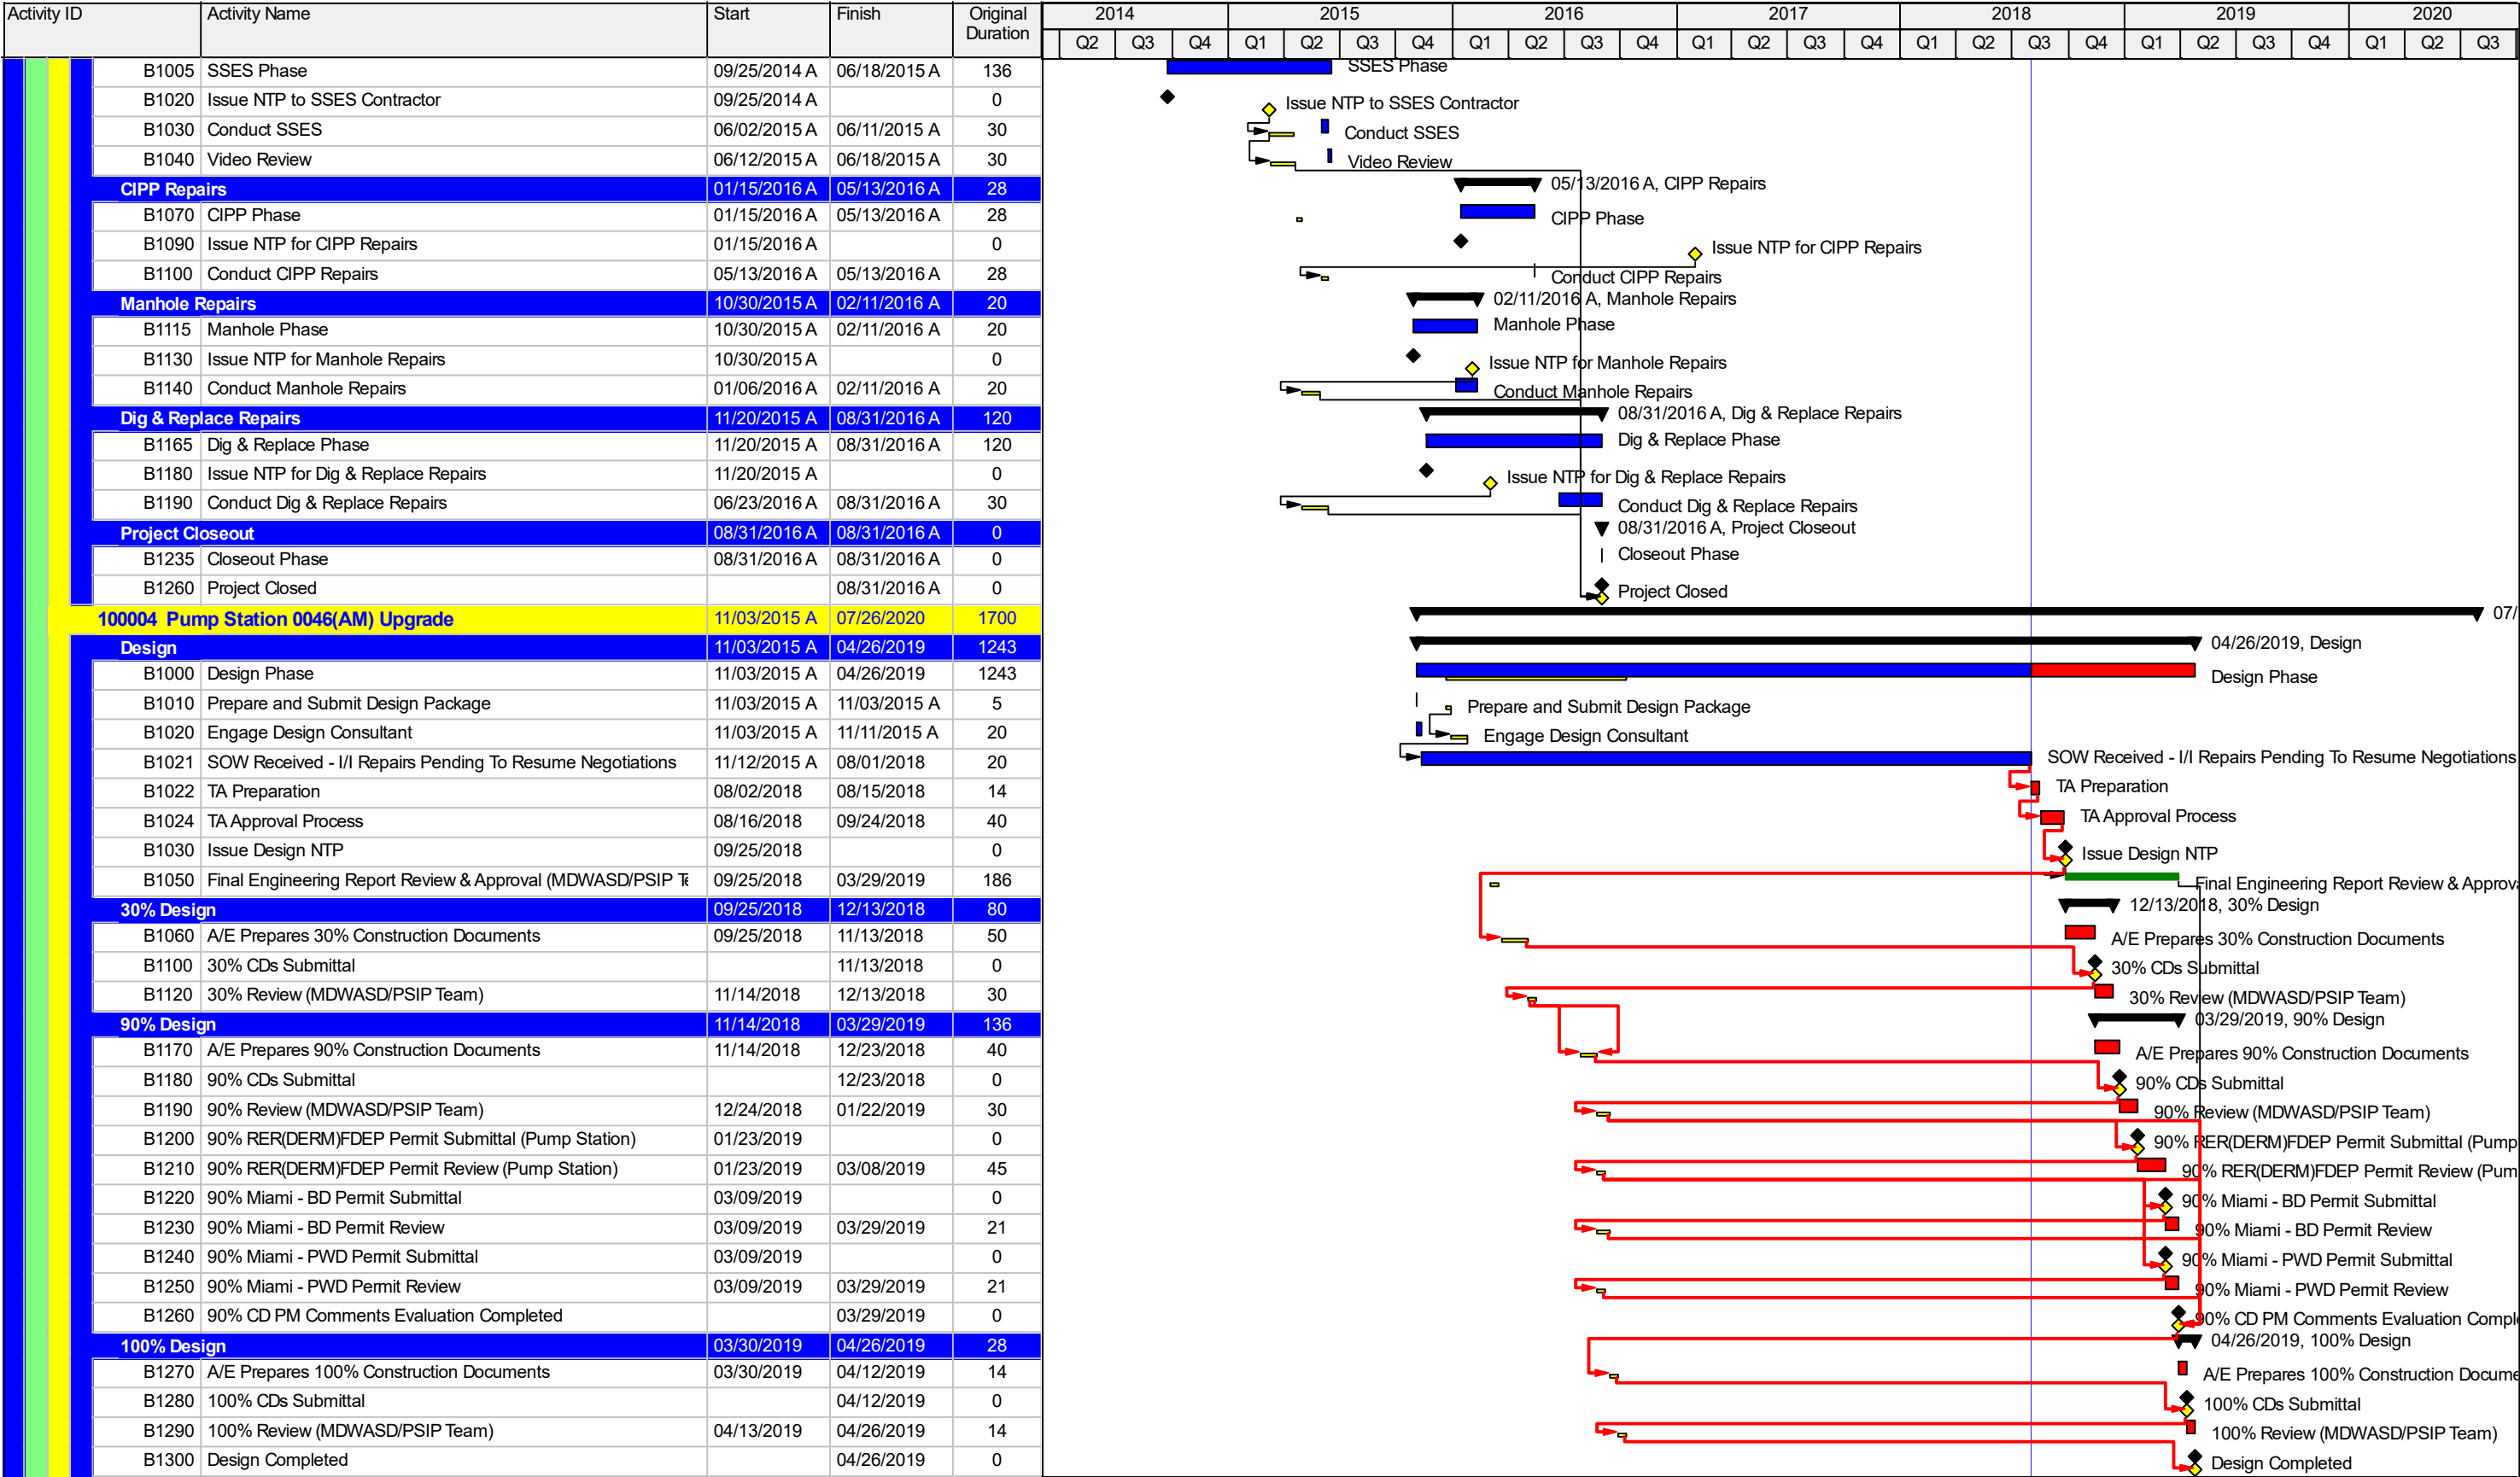 Activity ID Activity Name Start Finish Original Duration 2014 2015 2016 2017 2018 2019 2020
Q2 Q3 Q4 Q1 Q2 Q3 Q4 Q1 Q2 Q3 Q4 Q1 Q2 Q3 Q4 Q1 Q2 Q3 Q4 Q1 Q2 Q3 Q4 Q1 Q2 Q3
B1005 SSES Phase 09/25/2014 A 06/18/2015 A 136 SSES Phase
B1020 Issue NTP to SSES Contractor 09/25/2014 A 0 Issue NTP to SSES Contractor
B1030 Conduct SSES 06/02/2015 A 06/11/2015 A 30 Conduct SSES
B1040 Video Review 06/12/2015 A 06/18/2015 A 30 Video Review
CIPP Repairs 01/15/2016 A 05/13/2016 A 28 05/13/2016 A, CIPP Repairs
B1070 CIPP Phase 01/15/2016 A 05/13/2016 A 28 CIPP Phase
B1090 Issue NTP for CIPP Repairs 01/15/2016 A 0 Issue NTP for CIPP Repairs
B1100 Conduct CIPP Repairs 05/13/2016 A 05/13/2016 A 28 Conduct CIPP Repairs
Manhole Repairs 10/30/2015 A 02/11/2016 A 20 02/11/2016 A, Manhole Repairs
B1115 Manhole Phase 10/30/2015 A 02/11/2016 A 20 Manhole Phase
B1130 Issue NTP for Manhole Repairs 10/30/2015 A 0 Issue NTP for Manhole Repairs
B1140 Conduct Manhole Repairs 01/06/2016 A 02/11/2016 A 20 Conduct Manhole Repairs
Dig & Replace Repairs 11/20/2015 A 08/31/2016 A 120 08/31/2016 A, Dig & Replace Repairs
B1165 Dig & Replace Phase 11/20/2015 A 08/31/2016 A 120 Dig & Replace Phase
B1180 Issue NTP for Dig & Replace Repairs 11/20/2015 A 0 Issue NTP for Dig & Replace Repairs
B1190 Conduct Dig & Replace Repairs 06/23/2016 A 08/31/2016 A 30 Conduct Dig & Replace Repairs
Project Closeout 08/31/2016 A 08/31/2016 A 0 08/31/2016 A, Project Closeout
B1235 Closeout Phase 08/31/2016 A 08/31/2016 A 0 Closeout Phase
B1260 Project Closed 08/31/2016 A 0 Project Closed
100004 Pump Station 0046(AM) Upgrade 11/03/2015 A 07/26/2020 1700 07/
Design 11/03/2015 A 04/26/2019 1243 04/26/2019, Design
B1000 Design Phase 11/03/2015 A 04/26/2019 1243 Design Phase
B1010 Prepare and Submit Design Package 11/03/2015 A 11/03/2015 A 5 Prepare and Submit Design Package
B1020 Engage Design Consultant 11/03/2015 A 11/11/2015 A 20 Engage Design Consultant
B1021 SOW Received - I/I Repairs Pending To Resume Negotiations 11/12/2015 A 08/01/2018 20 SOW Received - I/I Repairs Pending To Resume Negotiations
B1022 TA Preparation 08/02/2018 08/15/2018 14 TA Preparation
B1024 TA Approval Process 08/16/2018 09/24/2018 40 TA Approval Process
B1030 Issue Design NTP 09/25/2018 0 Issue Design NTP
B1050 Final Engineering Report Review & Approval (MDWASD/PSIP Te 09/25/2018 03/29/2019 186 Final Engineering Report Review & Approva
30% Design 09/25/2018 12/13/2018 80 12/13/2018, 30% Design
B1060 A/E Prepares 30% Construction Documents 09/25/2018 11/13/2018 50 A/E Prepares 30% Construction Documents
B1100 30% CDs Submittal 11/13/2018 0 30% CDs Submittal
B1120 30% Review (MDWASD/PSIP Team) 11/14/2018 12/13/2018 30 30% Review (MDWASD/PSIP Team)
90% Design 11/14/2018 03/29/2019 136 03/29/2019, 90% Design
B1170 A/E Prepares 90% Construction Documents 11/14/2018 12/23/2018 40 A/E Prepares 90% Construction Documents
B1180 90% CDs Submittal 12/23/2018 0 90% CDs Submittal
B1190 90% Review (MDWASD/PSIP Team) 12/24/2018 01/22/2019 30 90% Review (MDWASD/PSIP Team)
B1200 90% RER(DERM)FDEP Permit Submittal (Pump Station) 01/23/2019 0 90% RER(DERM)FDEP Permit Submittal (Pump
B1210 90% RER(DERM)FDEP Permit Review (Pump Station) 01/23/2019 03/08/2019 45 90% RER(DERM)FDEP Permit Review (Pum
B1220 90% Miami - BD Permit Submittal 03/09/2019 0 90% Miami - BD Permit Submittal
B1230 90% Miami - BD Permit Review 03/09/2019 03/29/2019 21 90% Miami - BD Permit Review
B1240 90% Miami - PWD Permit Submittal 03/09/2019 0 90% Miami - PWD Permit Submittal
B1250 90% Miami - PWD Permit Review 03/09/2019 03/29/2019 21 90% Miami - PWD Permit Review
B1260 90% CD PM Comments Evaluation Completed 03/29/2019 0 90% CD PM Comments Evaluation Comple
100% Design 03/30/2019 04/26/2019 28 04/26/2019, 100% Design
B1270 A/E Prepares 100% Construction Documents 03/30/2019 04/12/2019 14 A/E Prepares 100% Construction Docume
B1280 100% CDs Submittal 04/12/2019 0 100% CDs Submittal
B1290 100% Review (MDWASD/PSIP Team) 04/13/2019 04/26/2019 14 100% Review (MDWASD/PSIP Team)
B1300 Design Completed 04/26/2019 0 Design Completed